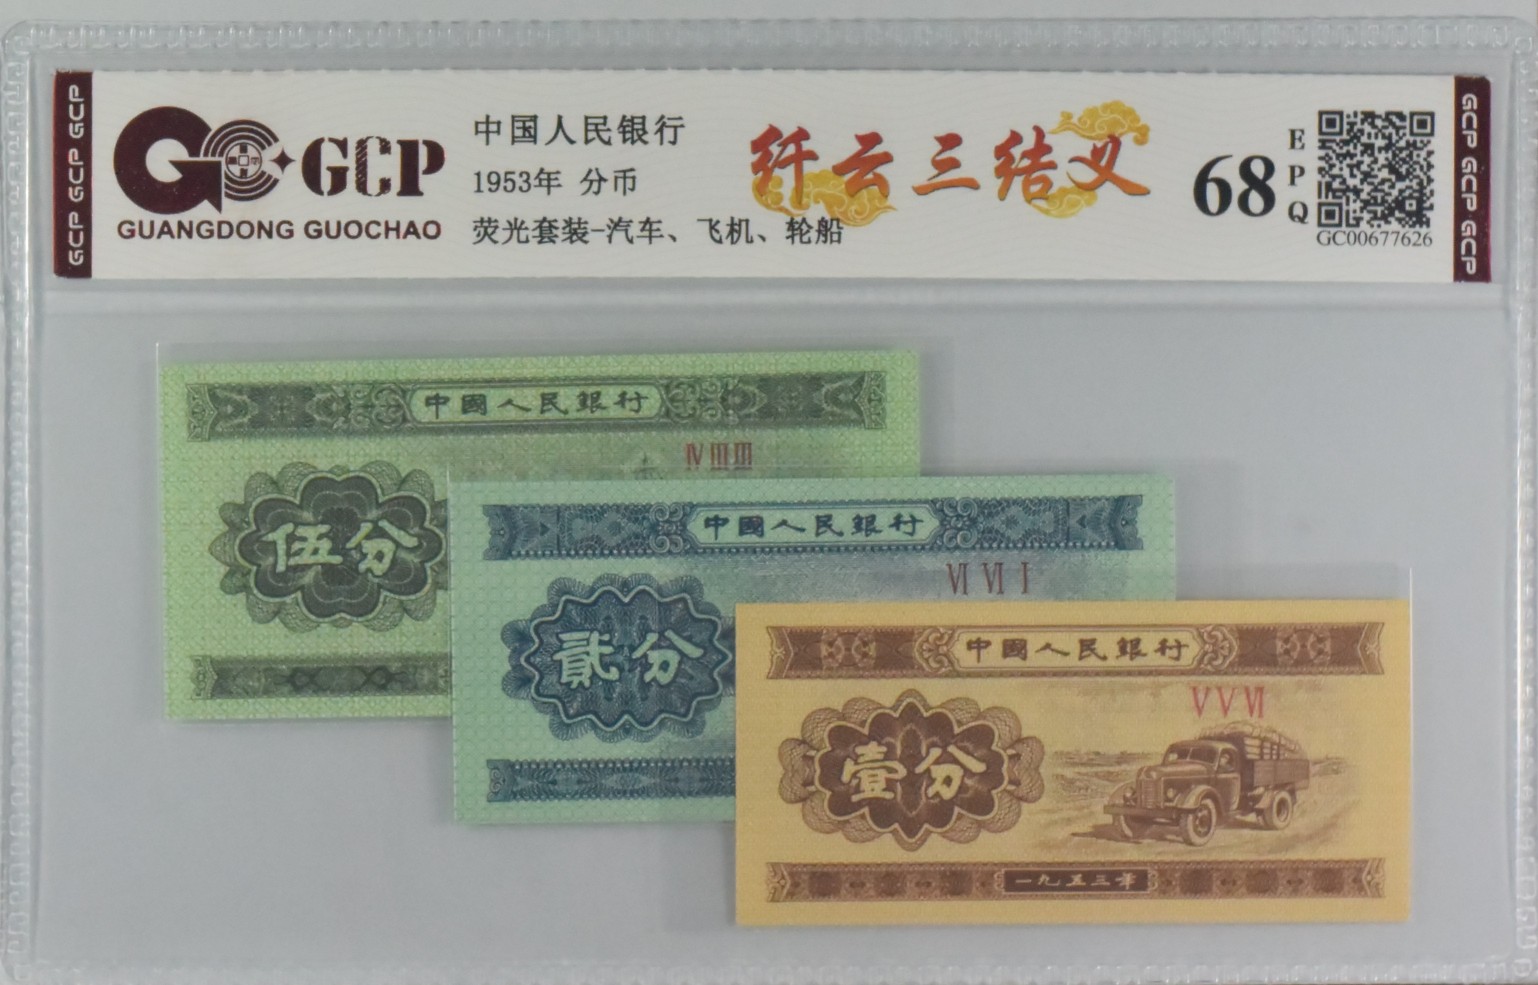 GCP GCP GCP
GCP
GUANGDONG GUOCHAO
中国人民银行
1953年 分币
荧光套装-汽车、飞机、轮船
纤云三结义
68
EPQ
GC00677626
GCP GCP GCP
中國人民銀行
ⅣⅢⅢ
伍分
中國人民銀行
Ⅵ Ⅵ Ⅰ
貳分
中國人民銀行
Ⅴ Ⅴ Ⅵ
壹分
一九五三年